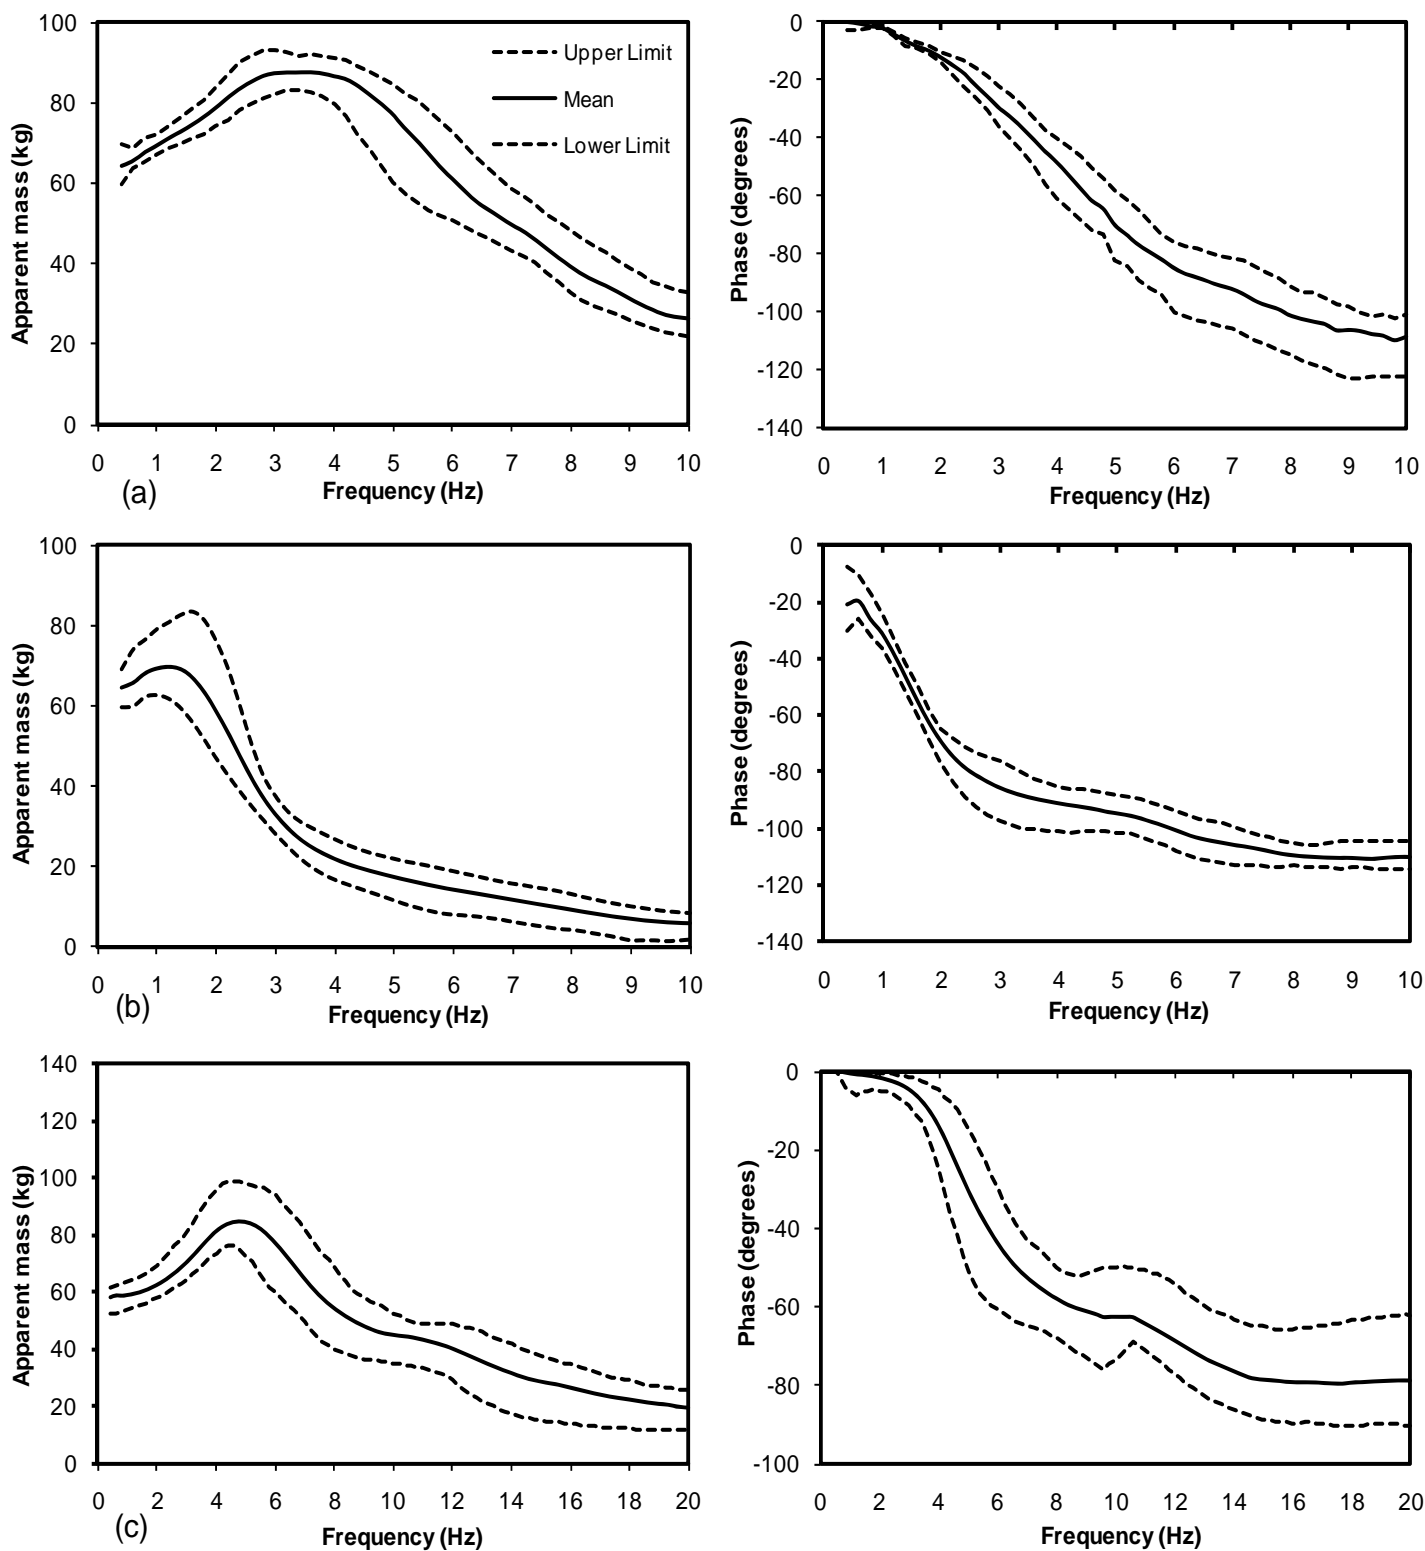 100
80
60
40
20
0
Apparent mass (kg)
Upper Limit
Mean
Lower Limit
0 1 2 3 4 5 6 7 8 9 10
Frequency (Hz)
(a)
0
-20
-40
-60
-80
-100
-120
-140
Phase (degrees)
0 1 2 3 4 5 6 7 8 9 10
Frequency (Hz)
100
80
60
40
20
0
Apparent mass (kg)
0 1 2 3 4 5 6 7 8 9 10
Frequency (Hz)
(b)
0
-20
-40
-60
-80
-100
-120
-140
Phase (degrees)
0 1 2 3 4 5 6 7 8 9 10
Frequency (Hz)
140
120
100
80
60
40
20
0
Apparent mass (kg)
0 2 4 6 8 10 12 14 16 18 20
Frequency (Hz)
(c)
0
-20
-40
-60
-80
-100
Phase (degrees)
0 2 4 6 8 10 12 14 16 18 20
Frequency (Hz)